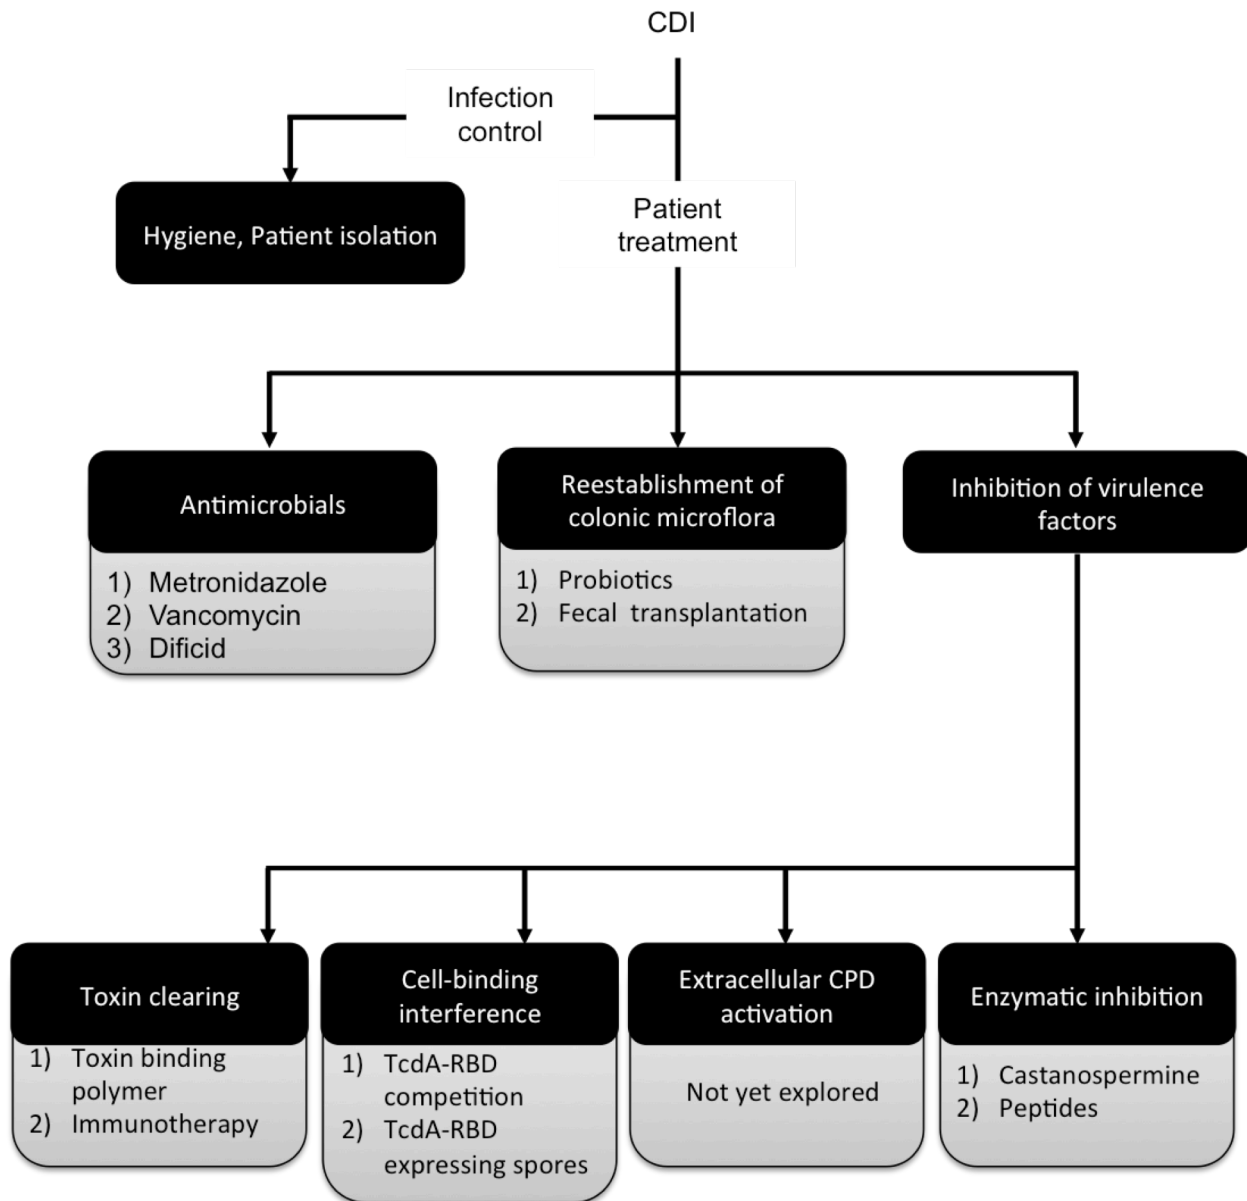 CDI
Infection
control
Hygiene, Patient isolation
Patient
treatment
Antimicrobials
1) Metronidazole
2) Vancomycin
3) Dificid
Reestablishment of
colonic microflora
1) Probiotics
2) Fecal transplantation
Inhibition of virulence
factors
Toxin clearing
1) Toxin binding
polymer
2) Immunotherapy
Cell-binding
interference
1) TcdA-RBD
competition
2) TcdA-RBD
expressing spores
Extracellular CPD
activation
Not yet explored
Enzymatic inhibition
1) Castanospermine
2) Peptides